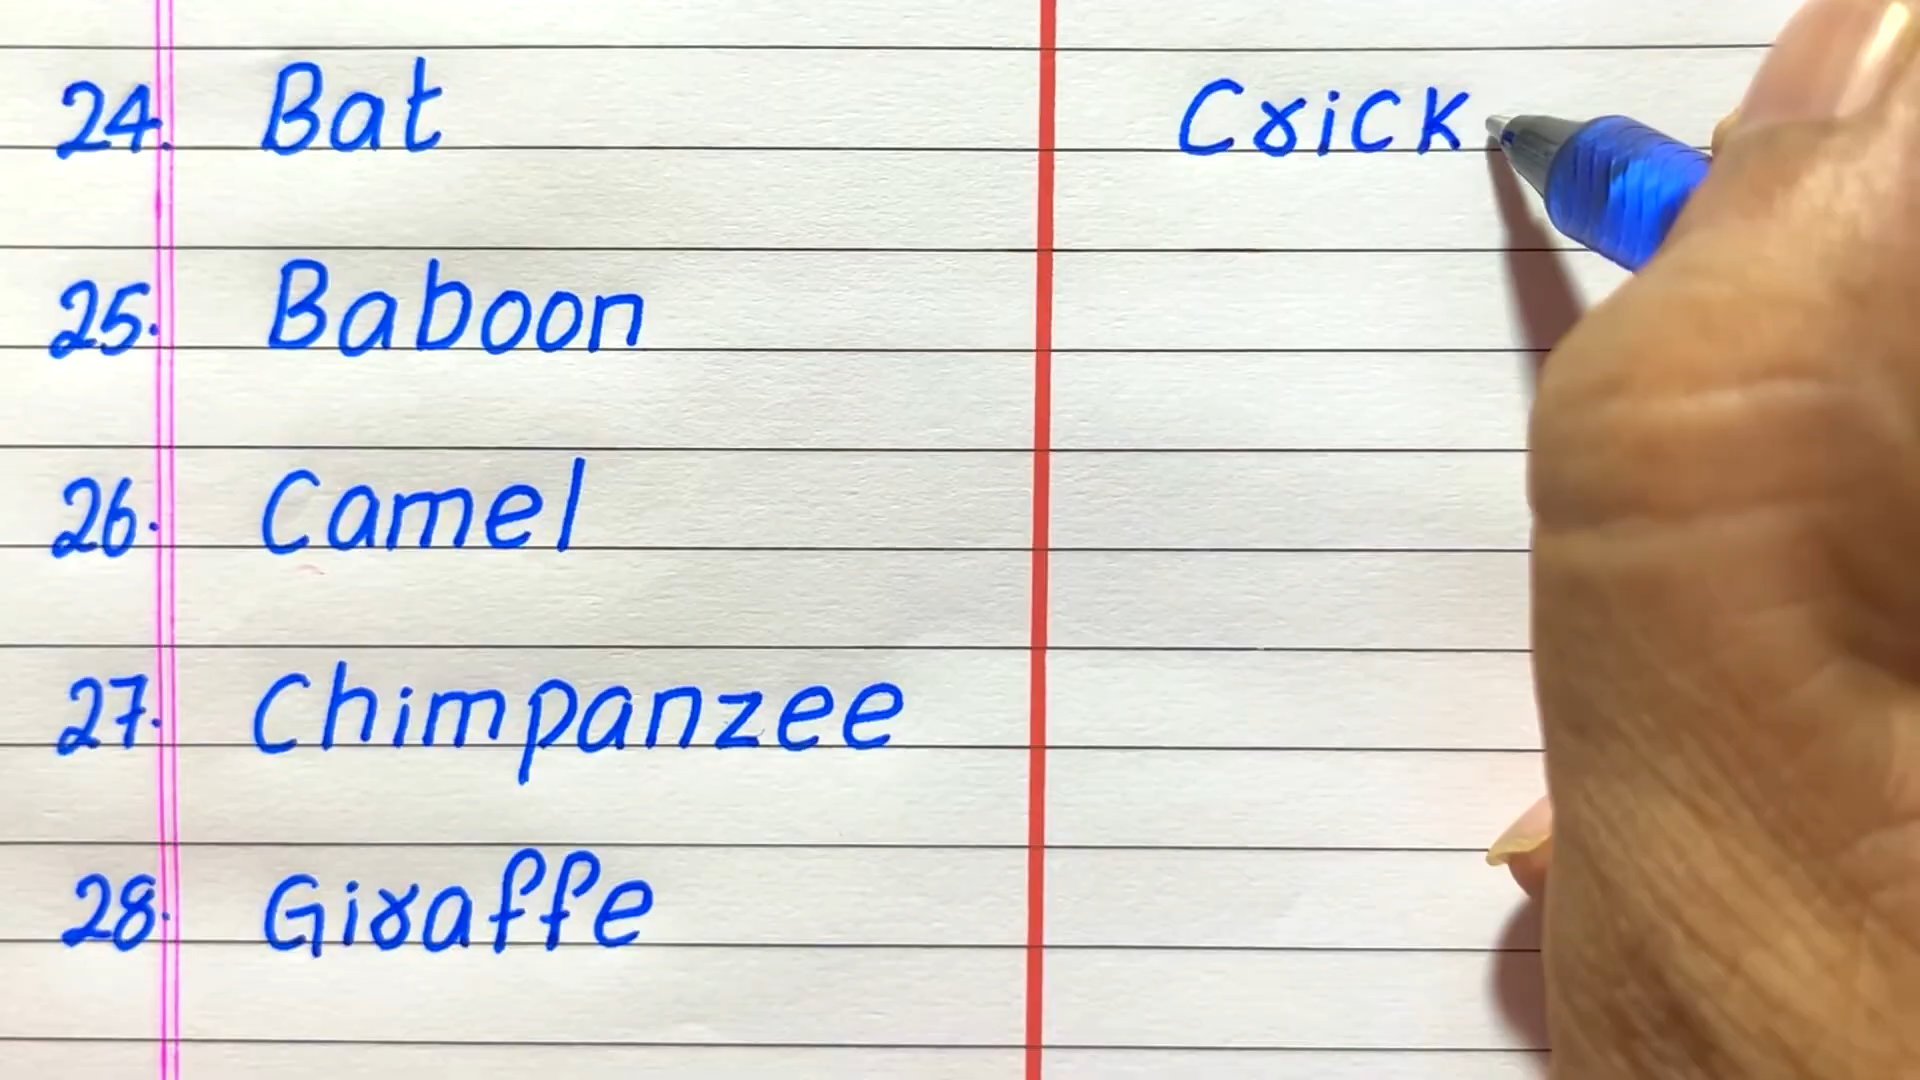 24. Bat Crick
25. Baboon
26. Camel
27. Chimpanzee
28. Giraffe